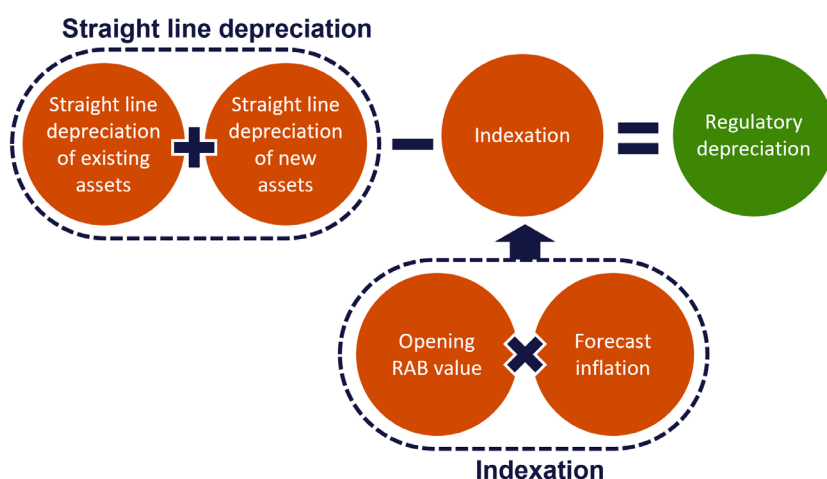 Straight line depreciation
Straight line
depreciation
of existing
assets
Straight line
depreciation
of new
assets
Indexation
Regulatory
depreciation
Opening
RAB value
Forecast
inflation
Indexation